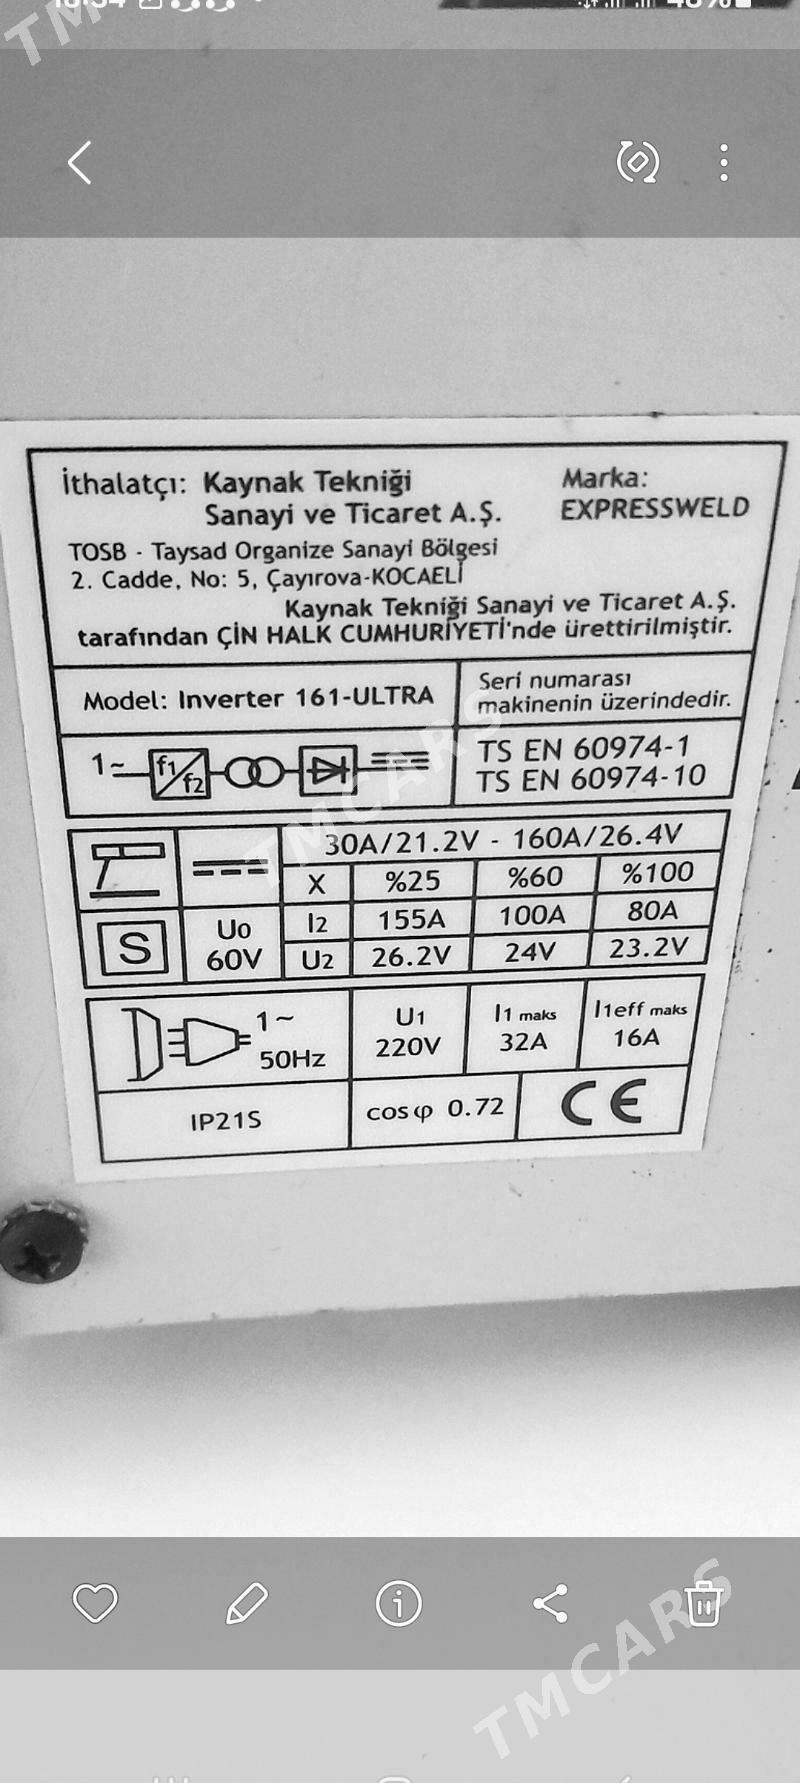 TMCARS
İthalatçı: Kaynak Tekniği
Sanayi ve Ticaret A.Ş.
Marka:
EXPRESSWELD
TOSB - Taysad Organize Sanayi Bölgesi
2. Cadde, No: 5, Çayırova-KOCAELİ
Kaynak Tekniği Sanayi ve Ticaret A.Ş.
tarafından ÇİN HALK CUMHURİYETİ'nde ürettirilmiştir.
Model: Inverter 161-ULTRA
Seri numarası
makinenin üzerindedir.
1~ f1/f2
TS EN 60974-1
TS EN 60974-10
TMCARS
30A/21.2V - 160A/26.4V
X %25 %60 %100
S
U0
60V
I2 155A 100A 80A
U2 26.2V 24V 23.2V
1~
50Hz
U1
220V
I1 maks
32A
I1eff maks
16A
IP21S
cosφ 0.72
CE
TMCARS